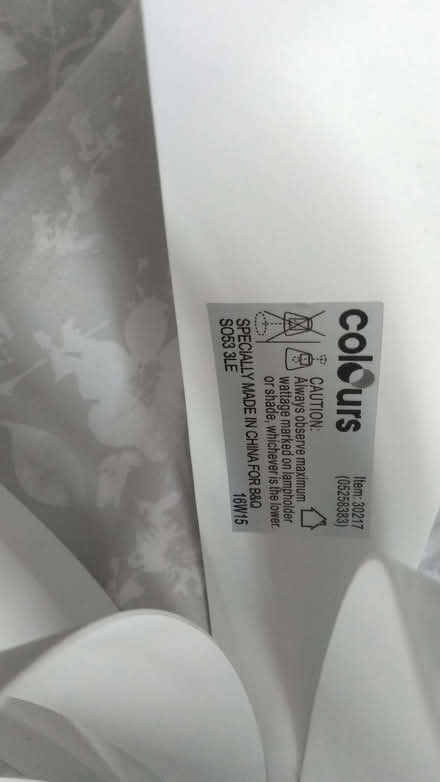 colours
Item: 30217
(05258383)
CAUTION:
Always observe maximum
wattage marked on lampholder
or shade, whichever is the lower.
SPECIALLY MADE IN CHINA FOR B&Q
SO53 3LE
16W15